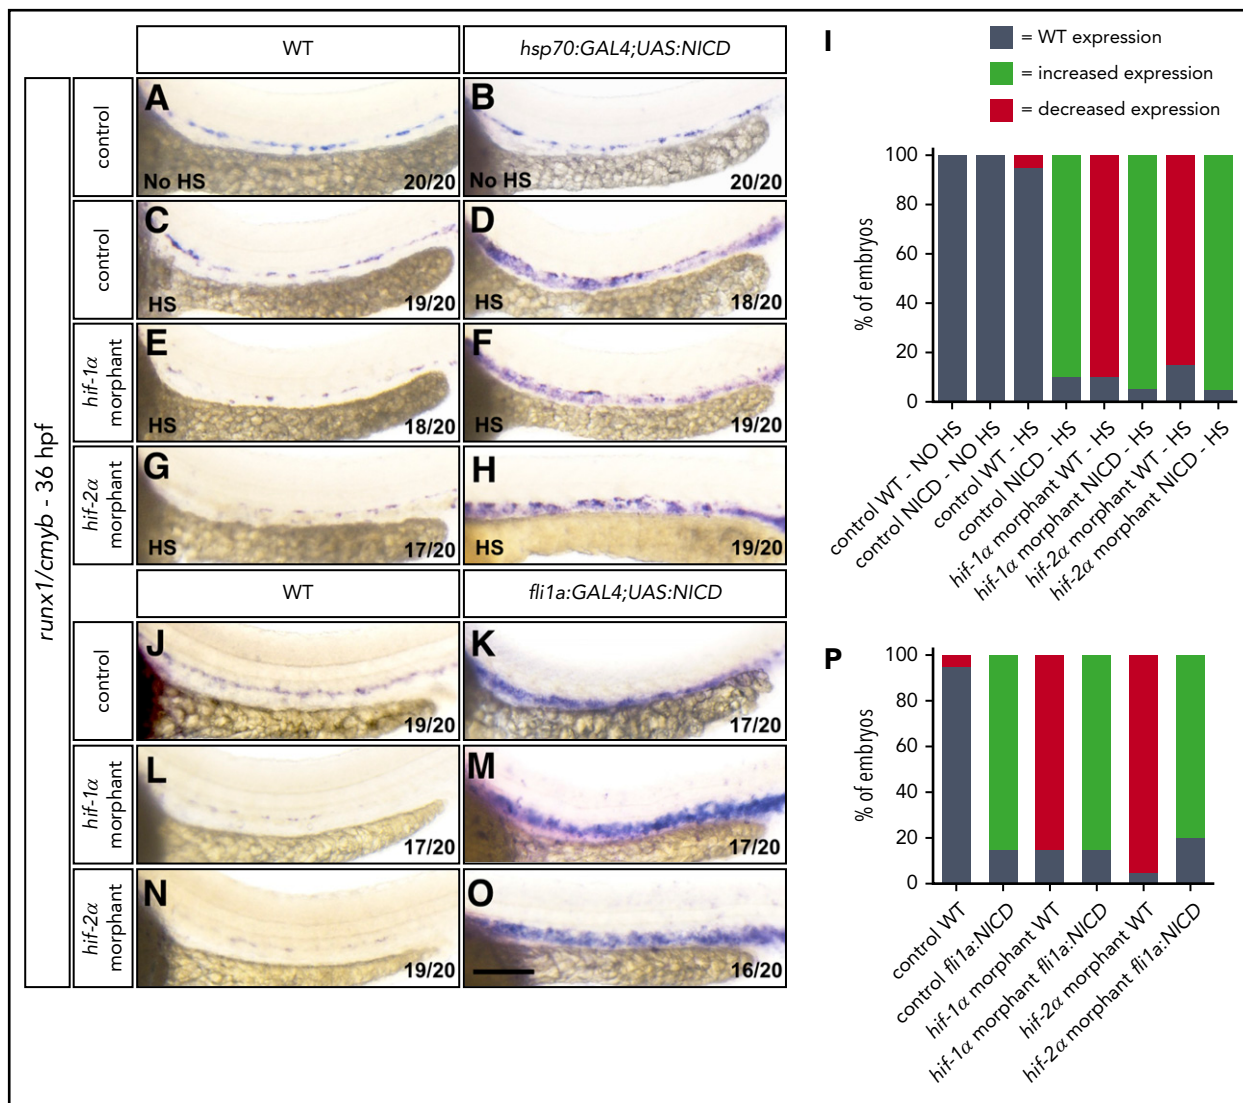 WT
hsp70:GAL4;UAS:NICD
runx1/cmyb - 36 hpf
control
A
No HS
20/20
B
No HS
20/20
control
C
HS
19/20
D
HS
18/20
hif-1α
morphant
E
HS
18/20
F
HS
19/20
hif-2α
morphant
G
HS
17/20
H
HS
19/20
WT
fli1a:GAL4;UAS:NICD
control
J
19/20
K
17/20
hif-1α
morphant
L
17/20
M
17/20
hif-2α
morphant
N
19/20
O
16/20
I
= WT expression
= increased expression
= decreased expression
% of embryos
100
80
60
40
20
0
control WT - NO HS
control NICD - NO HS
control WT - HS
control NICD - HS
hif-1α morphant WT - HS
hif-1α morphant NICD - HS
hif-2α morphant WT - HS
hif-2α morphant NICD - HS
P
% of embryos
100
80
60
40
20
0
control WT
control fli1a:NICD
hif-1α morphant WT
hif-1α morphant fli1a:NICD
hif-2α morphant WT
hif-2α morphant fli1a:NICD